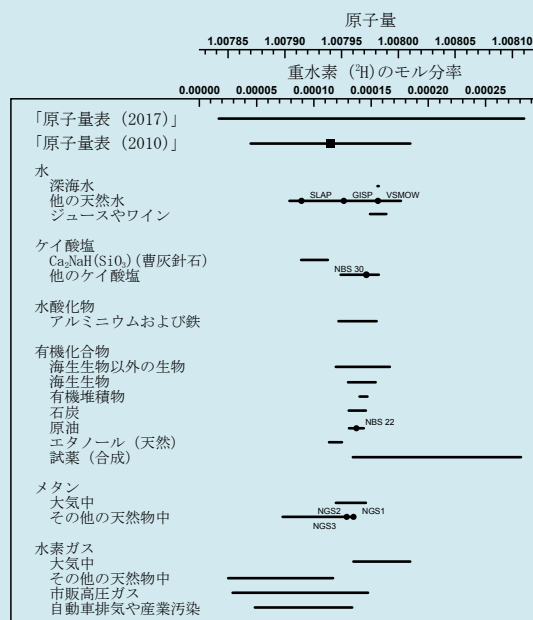 原子量
1.00785 1.00790 1.00795 1.00800 1.00805 1.00810
重水素 (²H)のモル分率
0.00000 0.00005 0.00010 0.00015 0.00020 0.00025
「原子量表 (2017)」
「原子量表 (2010)」
水
深海水
他の天然水 SLAP GISP VSMOW
ジュースやワイン
ケイ酸塩
Ca₂NaH(SiO₃)(曹灰針石)
他のケイ酸塩 NBS 30
水酸化物
アルミニウムおよび鉄
有機化合物
海生生物以外の生物
海生生物
有機堆積物
石炭
原油 NBS 22
エタノール (天然)
試薬 (合成)
メタン
大気中
その他の天然物中 NGS2 NGS1
NGS3
水素ガス
大気中
その他の天然物中
市販高圧ガス
自動車排気や産業汚染